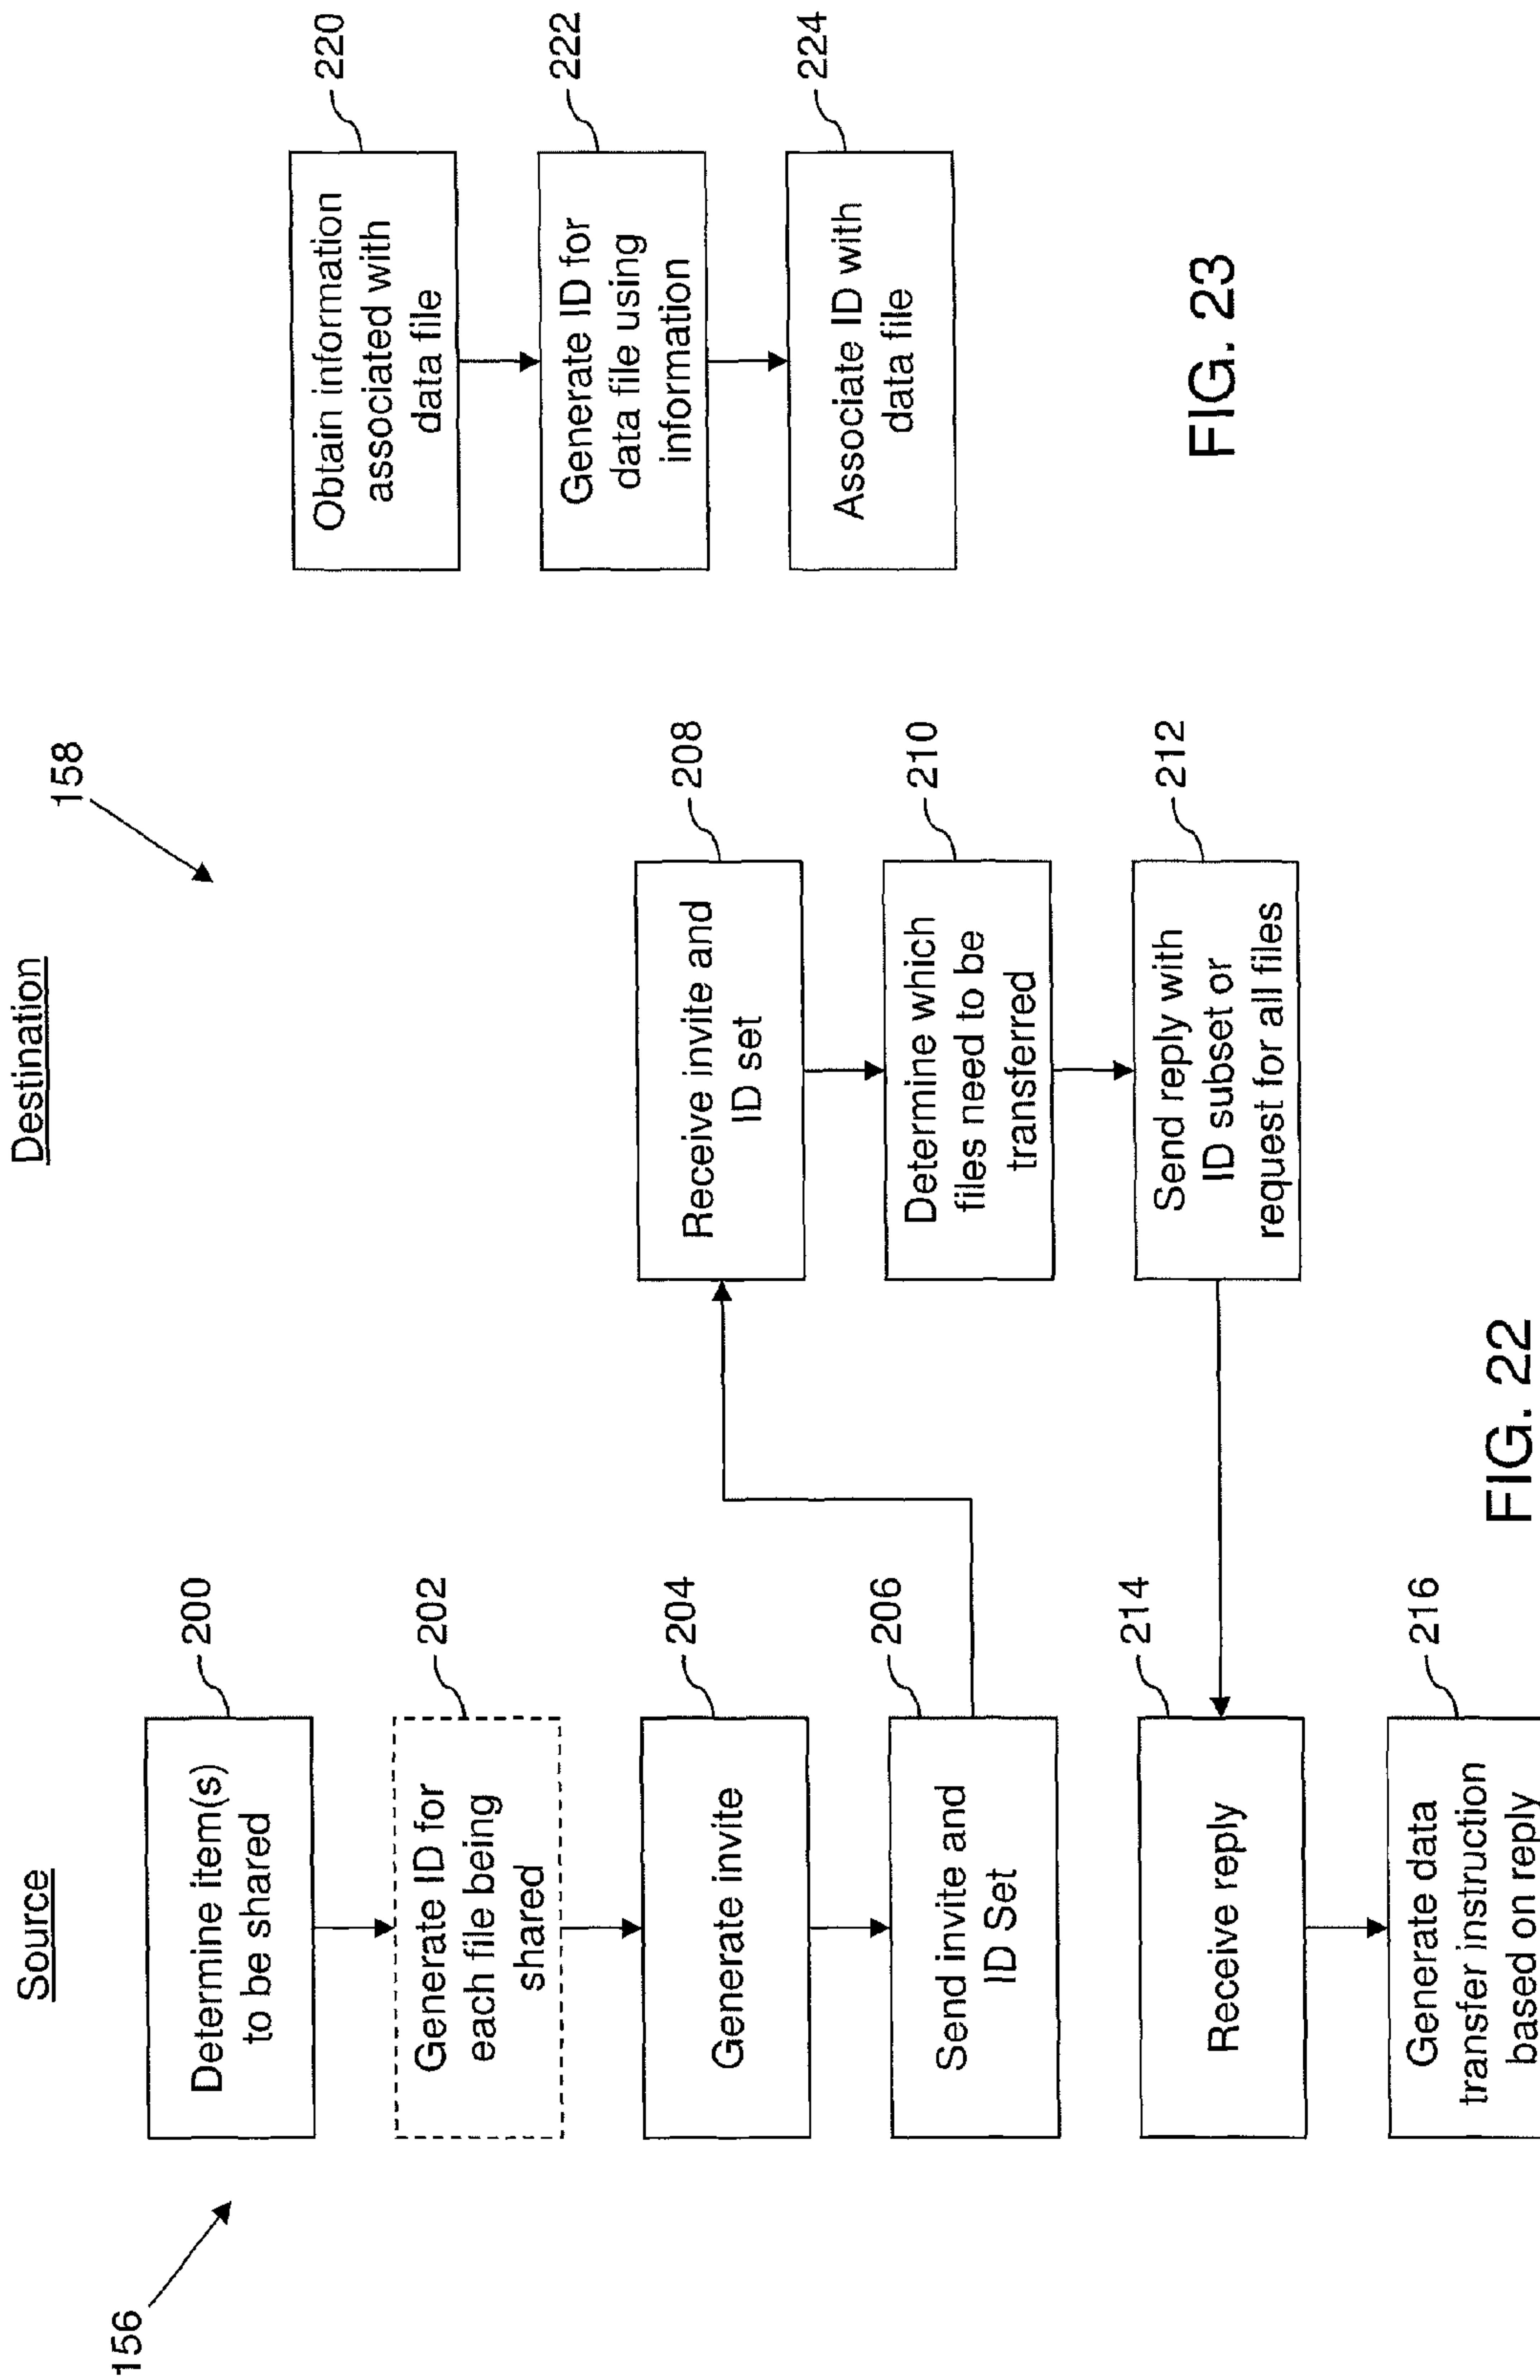 Source
Destination
156
158
Determine item(s)
to be shared
200
Generate ID for
each file being
shared
202
Generate invite
204
Send invite and
ID Set
206
Receive invite and
ID set
208
Determine which
files need to be
transferred
210
Send reply with
ID subset or
request for all files
212
Receive reply
214
Generate data
transfer instruction
based on reply
216
FIG. 22
Obtain information
associated with
data file
220
Generate ID for
data file using
information
222
Associate ID with
data file
224
FIG. 23